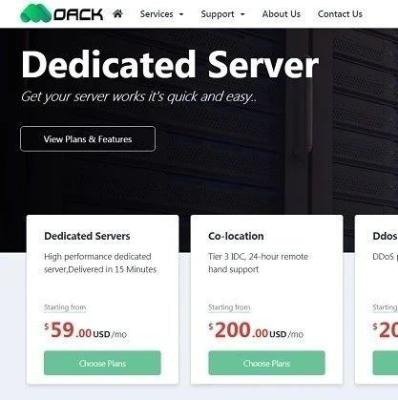 OACK
Services
Support
About Us
Contact Us
Dedicated Server
Get your server works it's quick and easy..
View Plans & Features
Dedicated Servers
High performance dedicated
server,Delivered in 15 Minutes
Starting from
$59.00USD/mo
Choose Plans
Co-location
Tier 3 IDC, 24-hour remote
hand support
Starting from
$200.00USD/mo
Choose Plans
Ddos
DDoS
Starting
$20